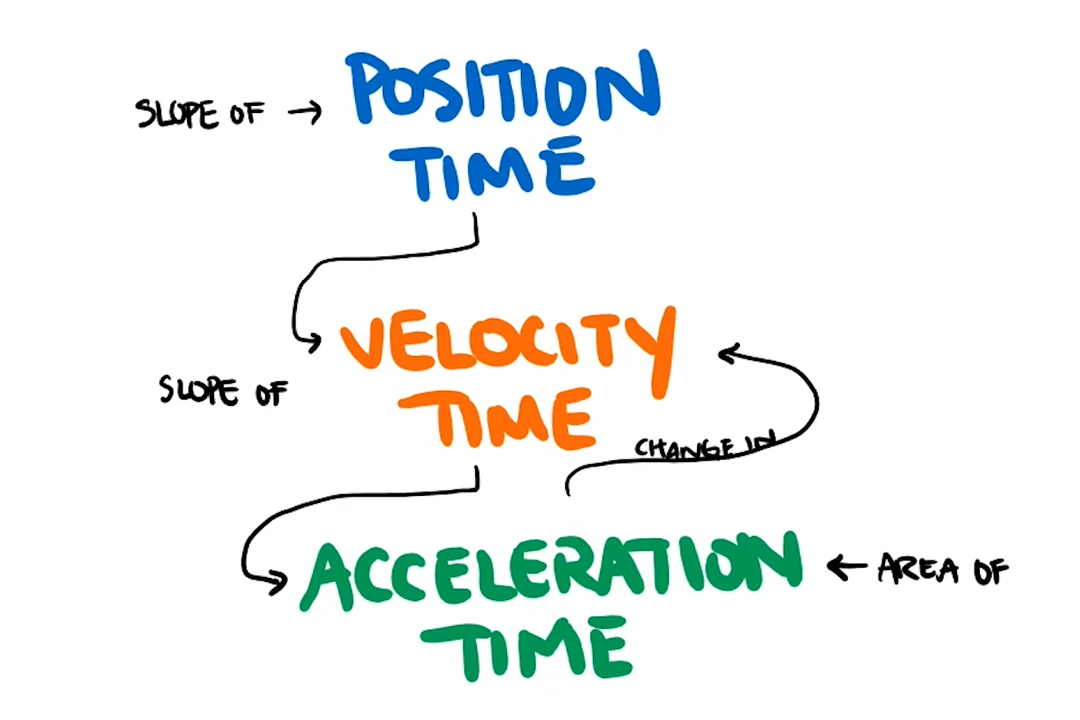 SLOPE OF → POSITION
TIME
VELOCITY
SLOPE OF
TIME
CHANGE IN
ACCELERATION ← AREA OF
TIME